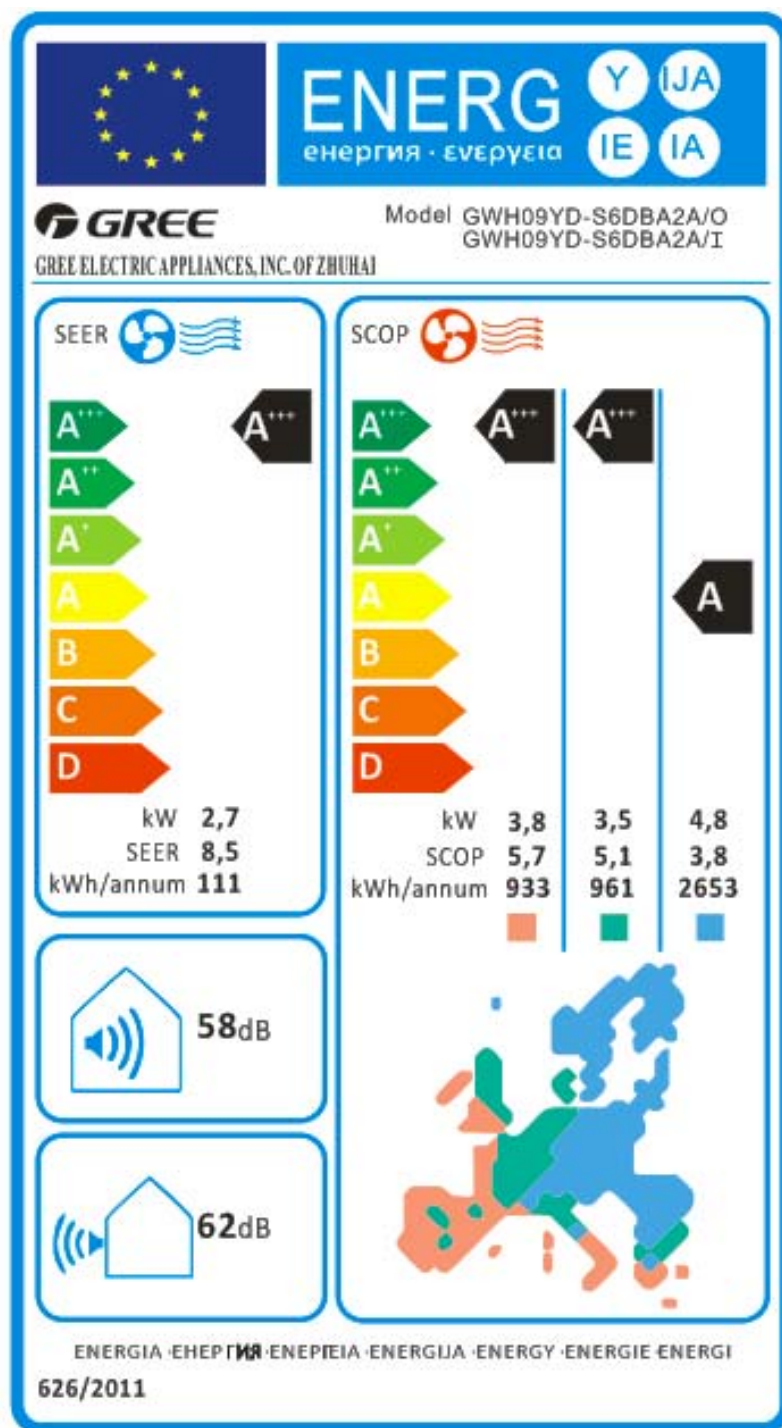 ENERG
енергия · ενεργεια
Y
IJA
IE
IA
GREE
GREE ELECTRIC APPLIANCES, INC. OF ZHUHAI
Model GWH09YD-S6DBA2A/O
GWH09YD-S6DBA2A/I
SEER
A+++
A+++
A++
A+
A
B
C
D
kW 2,7
SEER 8,5
kWh/annum 111
SCOP
A+++
A+++
A+++
A++
A+
A
A
B
C
D
kW 3,8 3,5 4,8
SCOP 5,7 5,1 3,8
kWh/annum 933 961 2653
58dB
62dB
ENERGIA ·ЕНЕРГИЯ ·ΕΝΕΡΓΕΙΑ ·ENERGIJA ·ENERGY ·ENERGIE ·ENERGI
626/2011